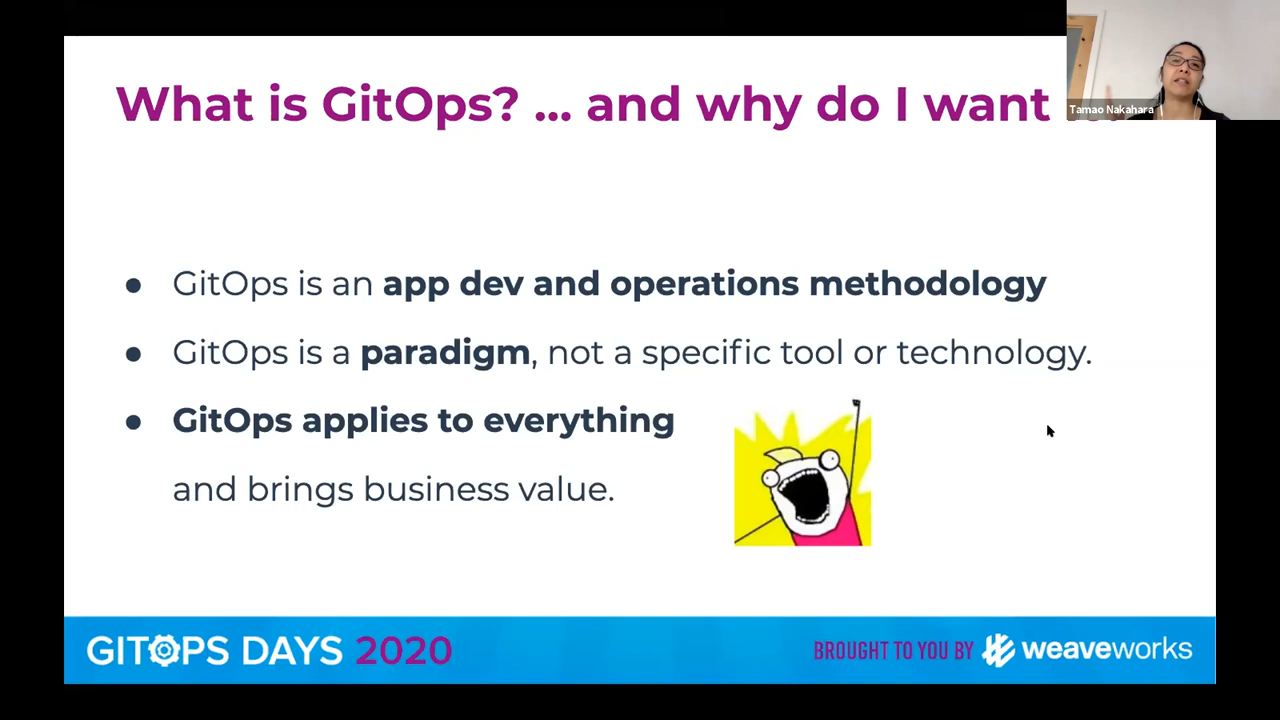 What is GitOps? ... and why do I want
Tamao Nakahara
● GitOps is an app dev and operations methodology
● GitOps is a paradigm, not a specific tool or technology.
● GitOps applies to everything
and brings business value.
GITOPS DAYS 2020
BROUGHT TO YOU BY weaveworks